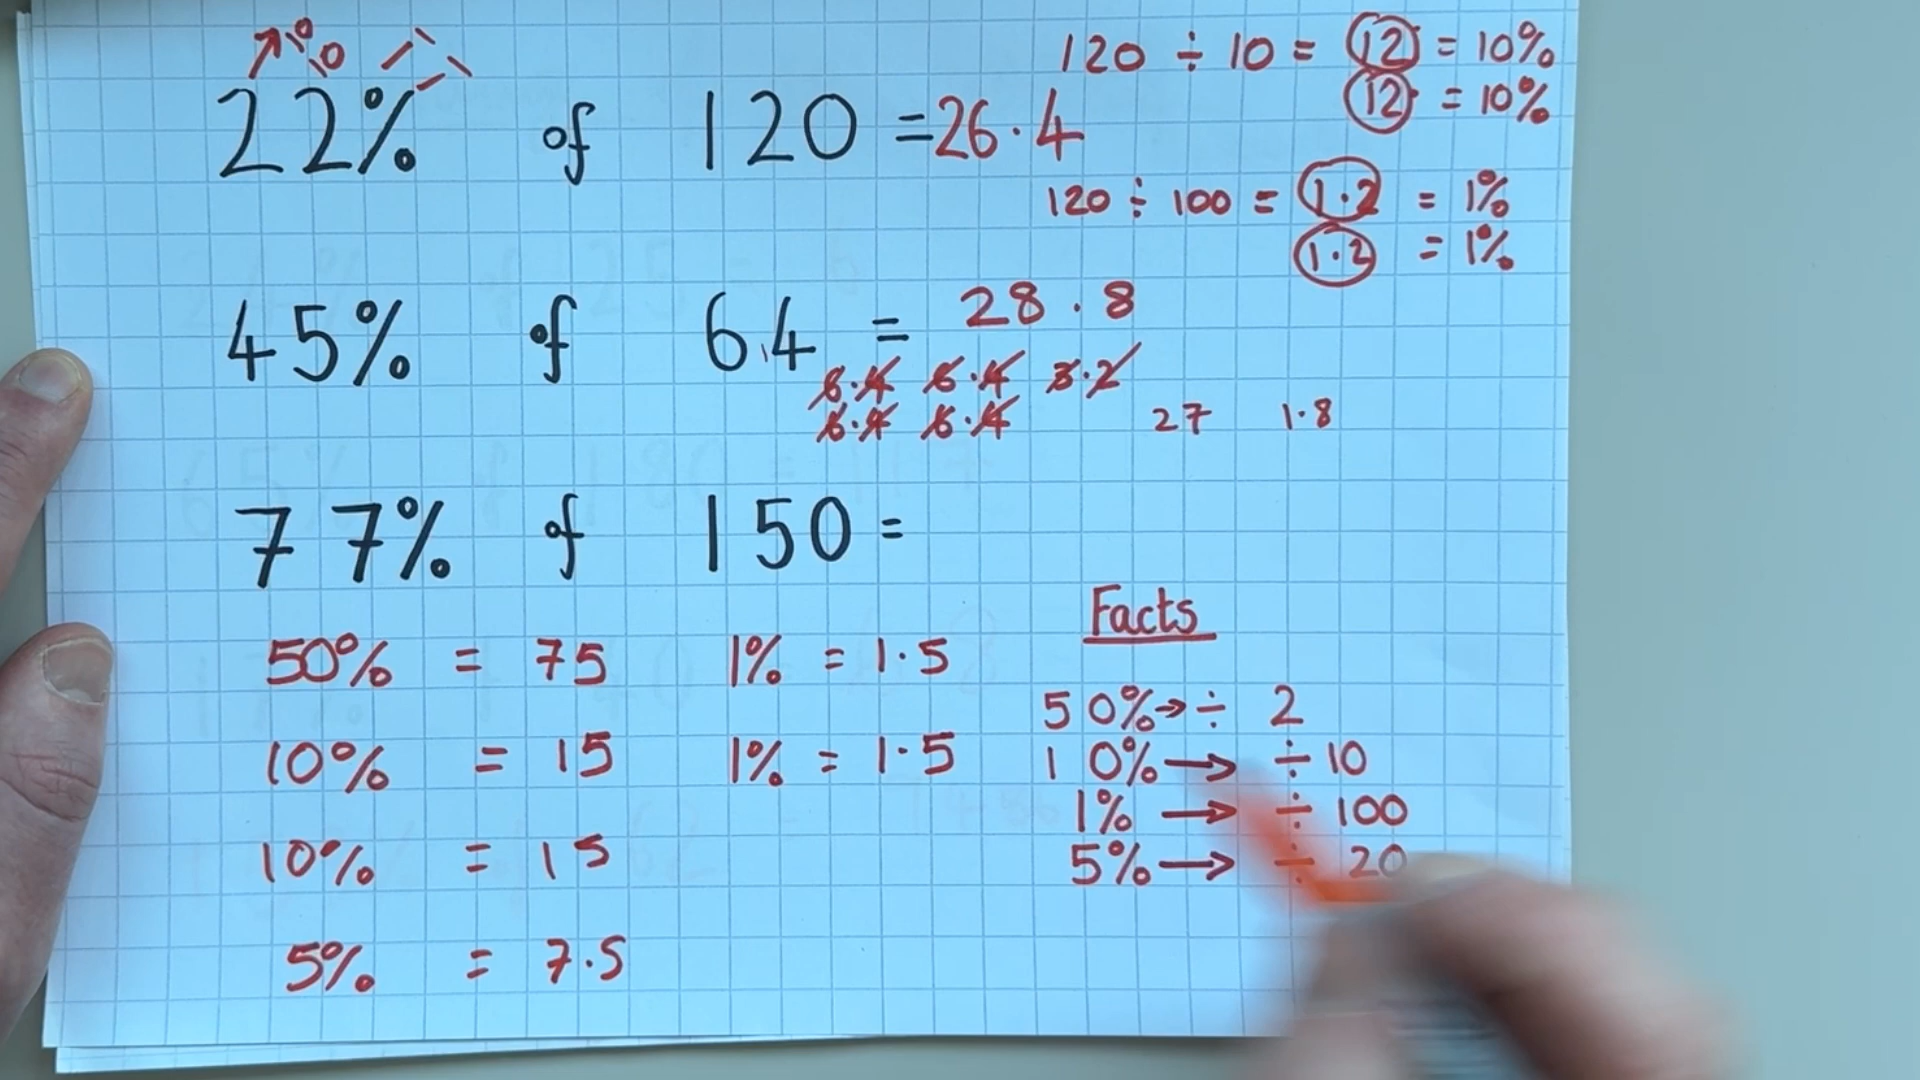 22% of 120 = 26.4
120 ÷ 10 = 12 = 10%
12 = 10%
120 ÷ 100 = 1.2 = 1%
1.2 = 1%
45% of 64 = 28.8
6.4 6.4 3.2
6.4 6.4
27 1.8
77% of 150 =
50% = 75 1% = 1.5
10% = 15 1% = 1.5
10% = 15
5% = 7.5
Facts
50% → ÷ 2
10% → ÷ 10
1% → ÷ 100
5% → ÷ 20